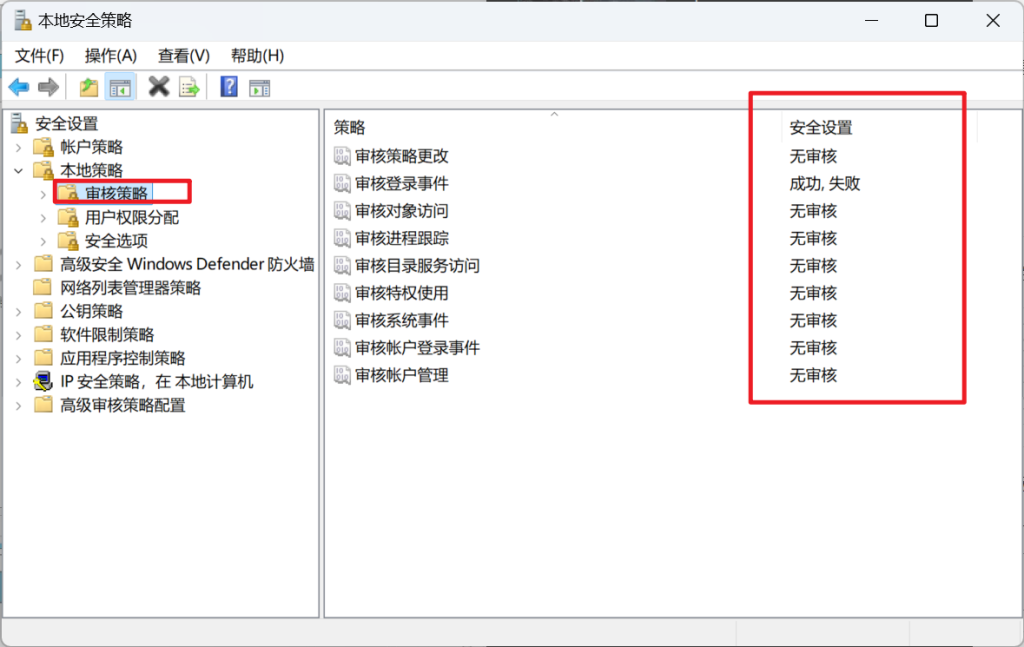 本地安全策略
文件(F) 操作(A) 查看(V) 帮助(H)
安全设置
帐户策略
本地策略
审核策略
用户权限分配
安全选项
高级安全 Windows Defender 防火墙
网络列表管理器策略
公钥策略
软件限制策略
应用程序控制策略
IP 安全策略，在 本地计算机
高级审核策略配置
策略 安全设置
审核策略更改 无审核
审核登录事件 成功, 失败
审核对象访问 无审核
审核进程跟踪 无审核
审核目录服务访问 无审核
审核特权使用 无审核
审核系统事件 无审核
审核帐户登录事件 无审核
审核帐户管理 无审核